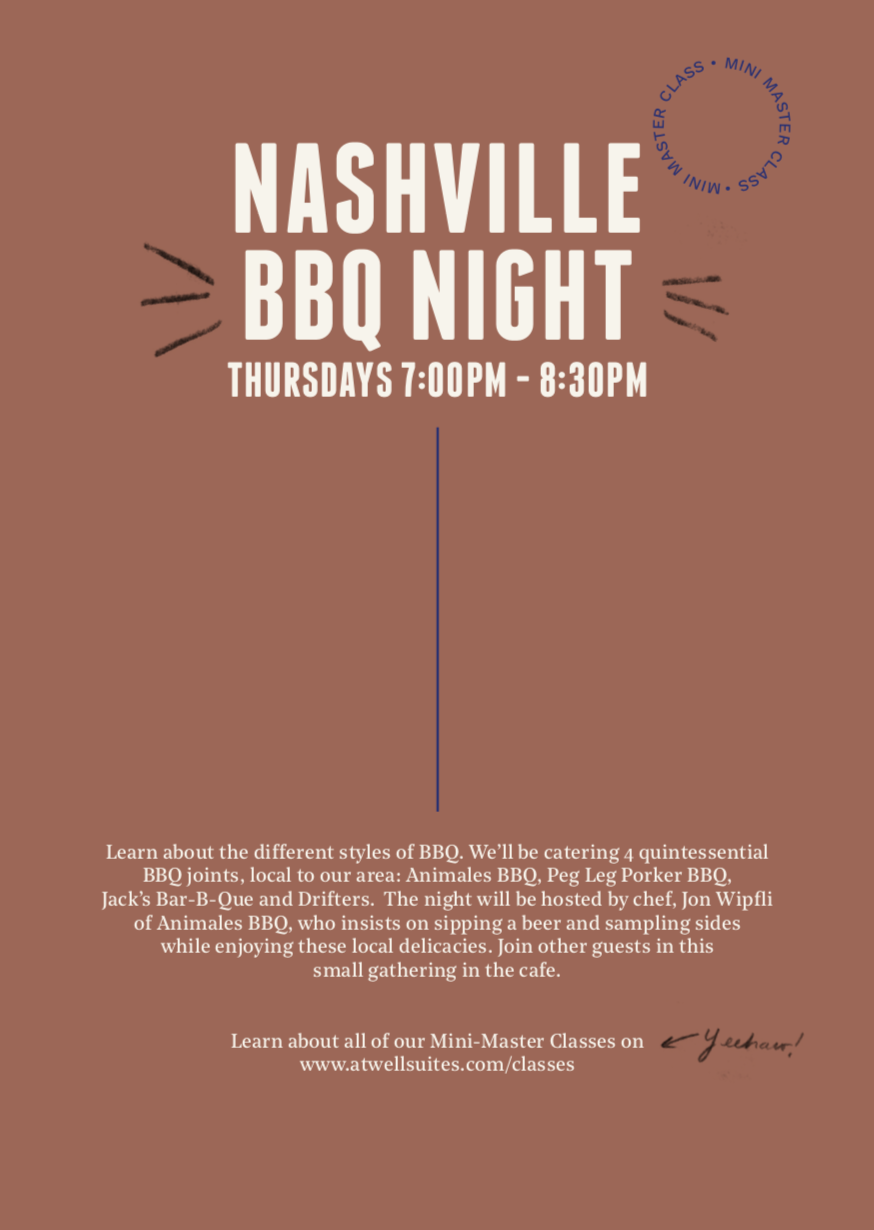 MINI MASTER CLASS • MINI MASTER CLASS •
NASHVILLE
BBQ NIGHT
THURSDAYS 7:00PM - 8:30PM
Learn about the different styles of BBQ. We'll be catering 4 quintessential
BBQ joints, local to our area: Animales BBQ, Peg Leg Porker BBQ,
Jack's Bar-B-Que and Drifters.  The night will be hosted by chef, Jon Wipfli
of Animales BBQ, who insists on sipping a beer and sampling sides
while enjoying these local delicacies. Join other guests in this
small gathering in the cafe.
Learn about all of our Mini-Master Classes on
www.atwellsuites.com/classes
Yeehaw!